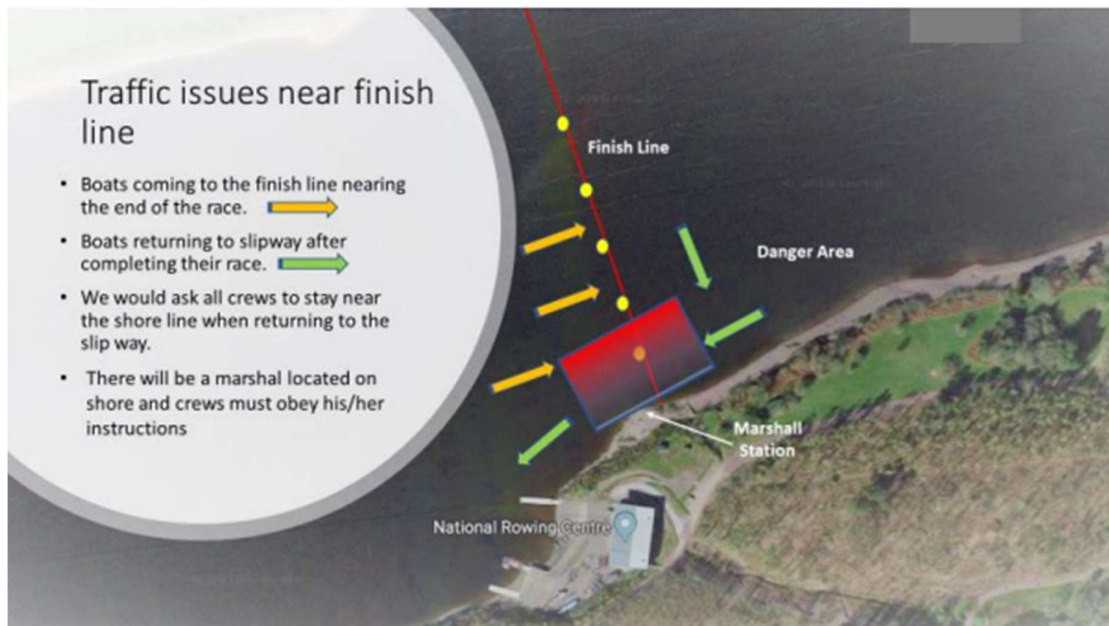 Traffic issues near finish
line
• Boats coming to the finish line nearing
the end of the race.
• Boats returning to slipway after
completing their race.
• We would ask all crews to stay near
the shore line when returning to the
slip way.
• There will be a marshal located on
shore and crews must obey his/her
instructions
Finish Line
Danger Area
Marshall
Station
National Rowing Centre